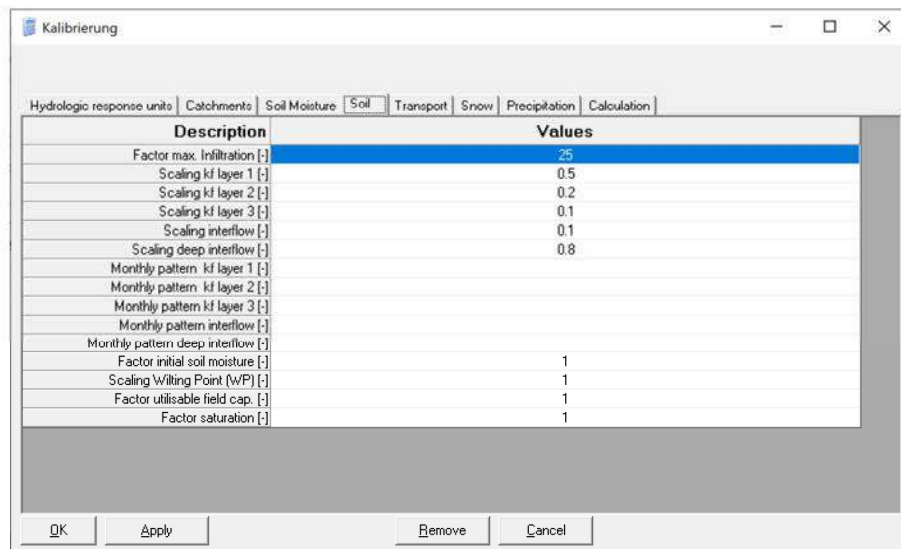 Kalibrierung
Hydrologic response units Catchments Soil Moisture Soil Transport Snow Precipitation Calculation
Description Values
Factor max. Infiltration [-] 25
Scaling kf layer 1 [-] 0.5
Scaling kf layer 2 [-] 0.2
Scaling kf layer 3 [-] 0.1
Scaling interflow [-] 0.1
Scaling deep interflow [-] 0.8
Monthly pattern kf layer 1 [-]
Monthly pattern kf layer 2 [-]
Monthly pattern kf layer 3 [-]
Monthly pattern interflow [-]
Monthly pattern deep interflow [-]
Factor initial soil moisture [-] 1
Scaling Wilting Point (WP) [-] 1
Factor utilisable field cap. [-] 1
Factor saturation [-] 1
OK Apply Remove Cancel